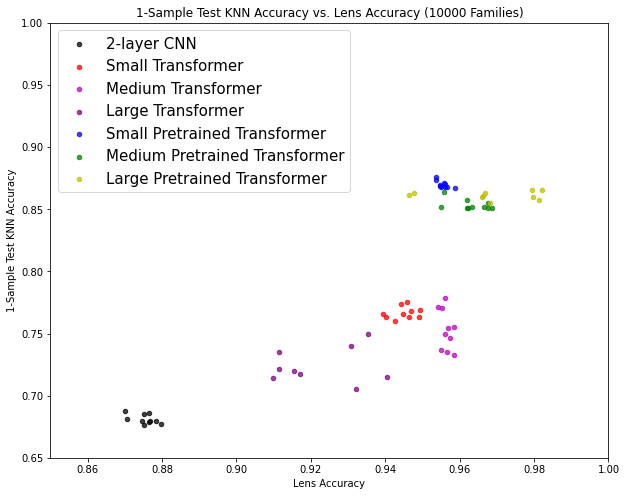 1-Sample Test KNN Accuracy vs. Lens Accuracy (10000 Families)
1.00
0.95
0.90
0.85
0.80
0.75
0.70
0.65
1-Sample Test KNN Accuracy
2-layer CNN
Small Transformer
Medium Transformer
Large Transformer
Small Pretrained Transformer
Medium Pretrained Transformer
Large Pretrained Transformer
0.86 0.88 0.90 0.92 0.94 0.96 0.98 1.00
Lens Accuracy